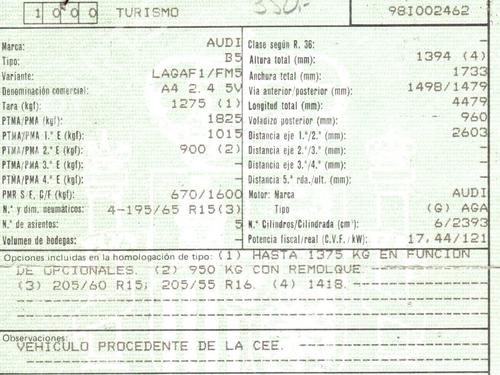 1000 TURISMO 350.- 98I002462
Marca: AUDI
Tipo: B5
Variante: LAGAF1/FM5
Denominación comercial: A4 2.4 5V
Tara (kgf): 1275 (1)
PTMA/PMA (kgf): 1825
PTMA/PMA 1.º E (kgf): 1015
PTMA/PMA 2.º E (kgf): 900 (2)
PTMA/PMA 3.º E (kgf): -
PTMA/PMA 4.º E (kgf): -
PMR S/F, C/F (kgf): 670/1600
N.º y dim. neumáticos: 4-195/65 R15(3)
N.º de asientos: 5
Volumen de bodegas: -
Clase según R. 36: -
Altura total (mm): 1394 (4)
Anchura total (mm): 1733
Vía anterior/posterior (mm): 1498/1479
Longitud total (mm): 4479
Voladizo posterior (mm): 960
Distancia eje 1.º/2.º (mm): 2603
Distancia eje 2.º/3.º (mm): -
Distancia eje 3.º/4.º (mm): -
Distancia 5.ª rda./ult. (mm): -
Motor: Marca AUDI
Tipo (G) AGA
N.º Cilindros/Cilindrada (cm³): 6/2393
Potencia fiscal/real (C.V.F./kW): 17,44/121
Opciones incluidas en la homologación de tipo: (1) HASTA 1375 KG EN FUNCION
DE OPCIONALES. (2) 950 KG CON REMOLQUE
(3) 205/60 R15; 205/55 R16. (4) 1418.
Observaciones:
VEHICULO PROCEDENTE DE LA CEE.